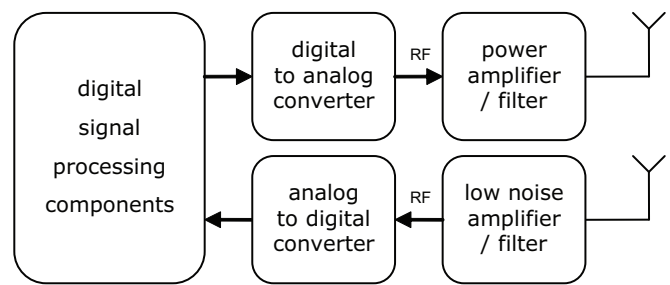 digital
signal
processing
components
digital
to analog
converter
RF
power
amplifier
/ filter
analog
to digital
converter
RF
low noise
amplifier
/ filter